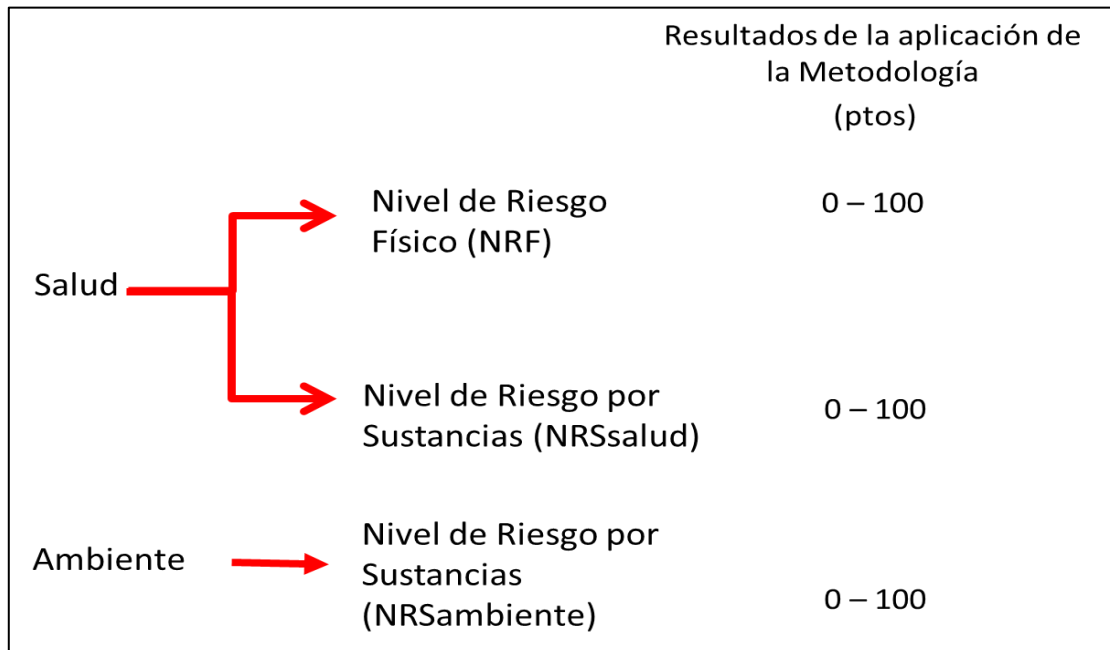 Resultados de la aplicación de
la Metodología
(ptos)
Nivel de Riesgo
Físico (NRF)
0 – 100
Salud
Nivel de Riesgo por
Sustancias (NRSsalud)
0 – 100
Ambiente
Nivel de Riesgo por
Sustancias
(NRSambiente)
0 – 100